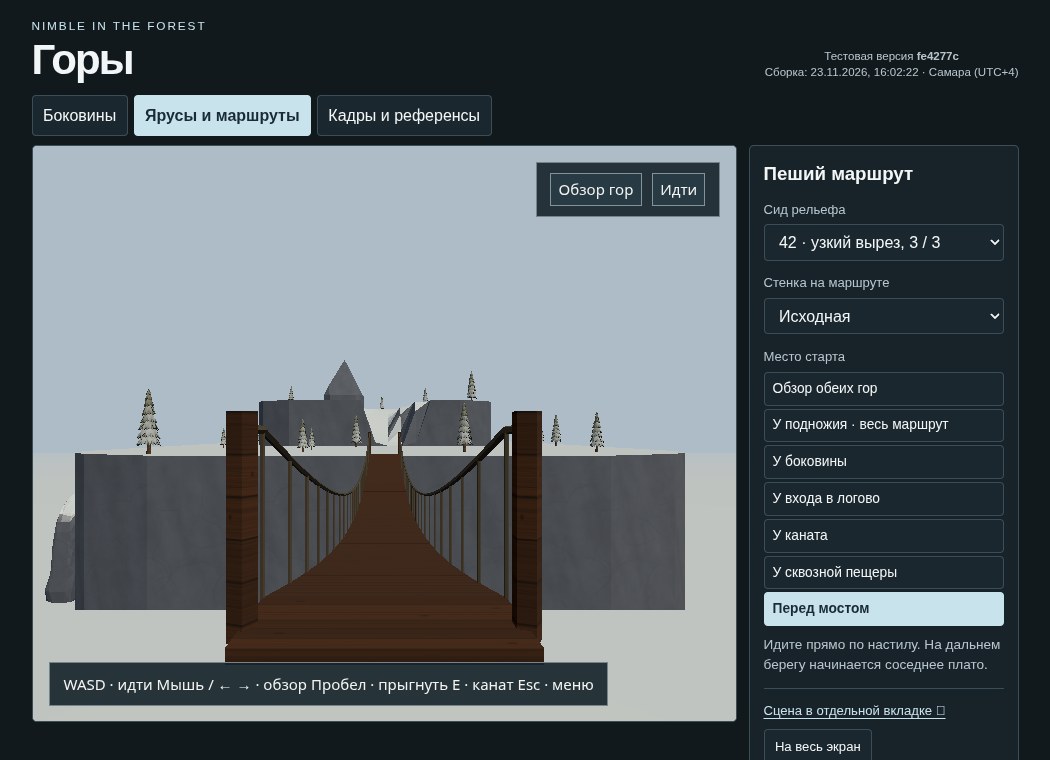 NIMBLE IN THE FOREST
Горы
Тестовая версия fe4277c
Сборка: 23.11.2026, 16:02:22 · Самара (UTC+4)
Боковины
Ярусы и маршруты
Кадры и референсы
Обзор гор
Идти
WASD · идти Мышь / ← → · обзор Пробел · прыгнуть E · канат Esc · меню
Пеший маршрут
Сид рельефа
42 · узкий вырез, 3 / 3
Стенка на маршруте
Исходная
Место старта
Обзор обеих гор
У подножия · весь маршрут
У боковины
У входа в логово
У каната
У сквозной пещеры
Перед мостом
Идите прямо по настилу. На дальнем
берегу начинается соседнее плато.
Сцена в отдельной вкладке
На весь экран